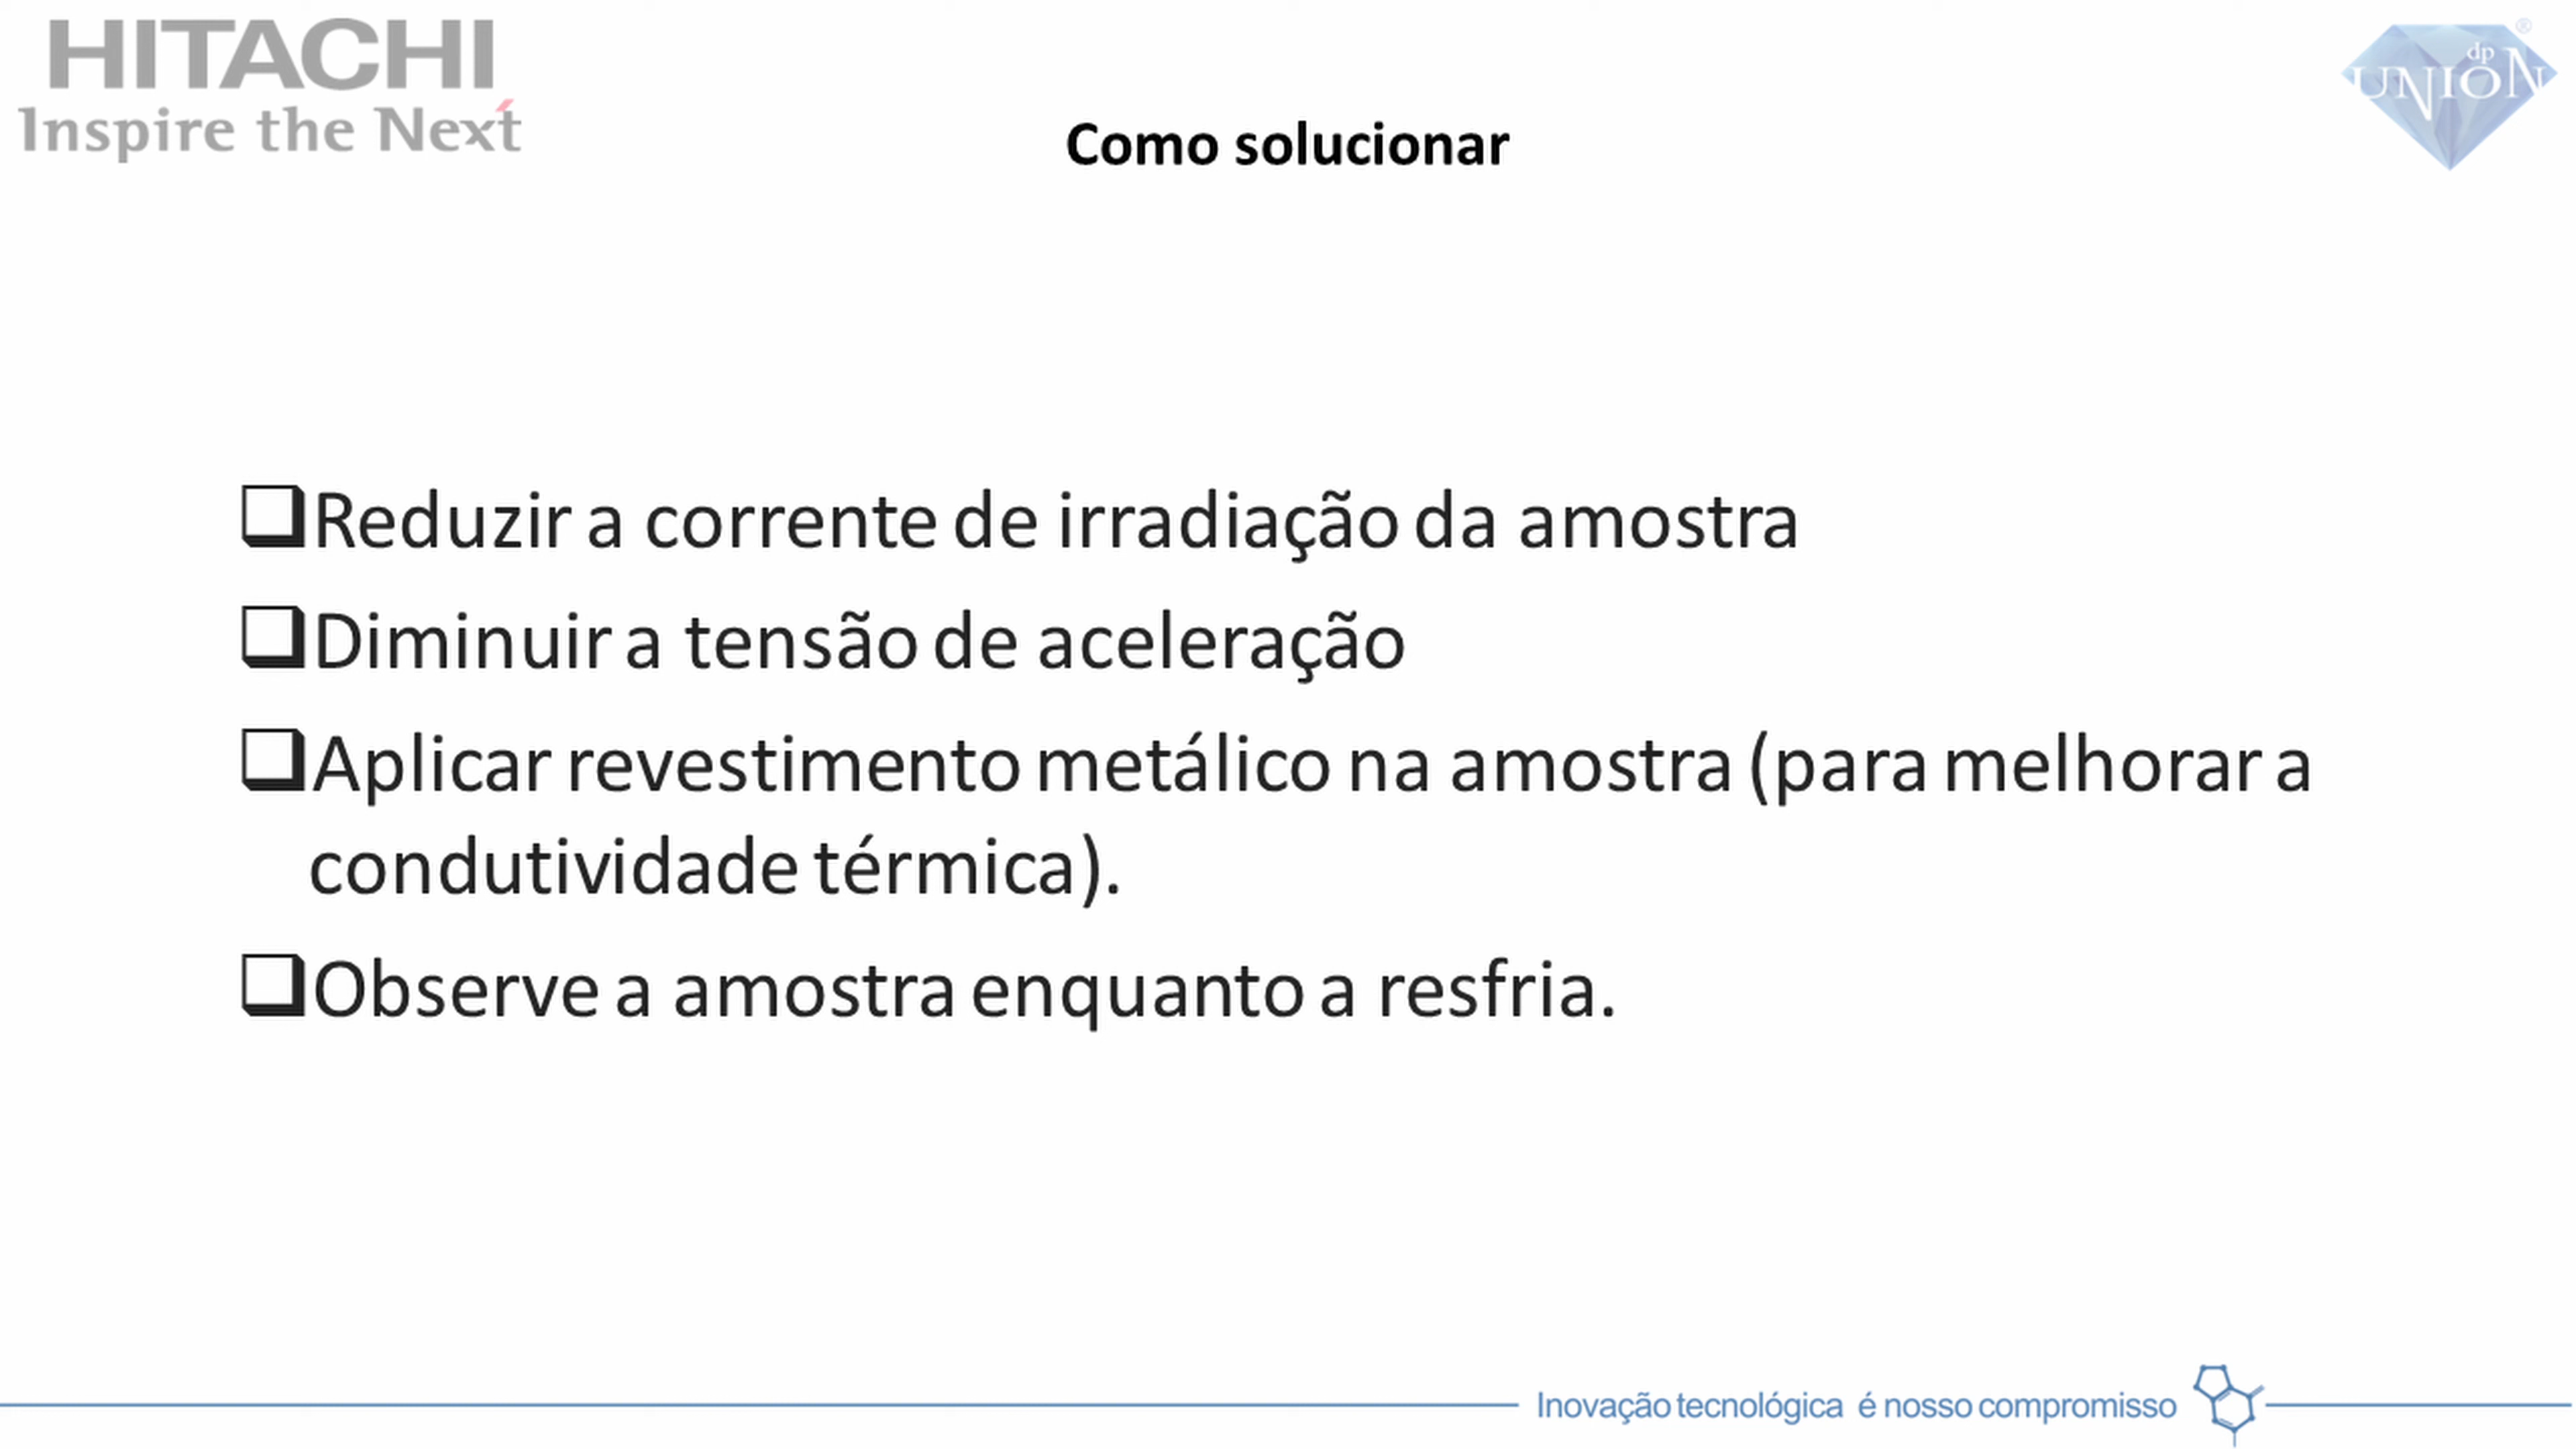 HITACHI
Inspire the Next
dp
UNION
®
Como solucionar
❑Reduzir a corrente de irradiação da amostra
❑Diminuir a tensão de aceleração
❑Aplicar revestimento metálico na amostra (para melhorar a
condutividade térmica).
❑Observe a amostra enquanto a resfria.
Inovação tecnológica é nosso compromisso